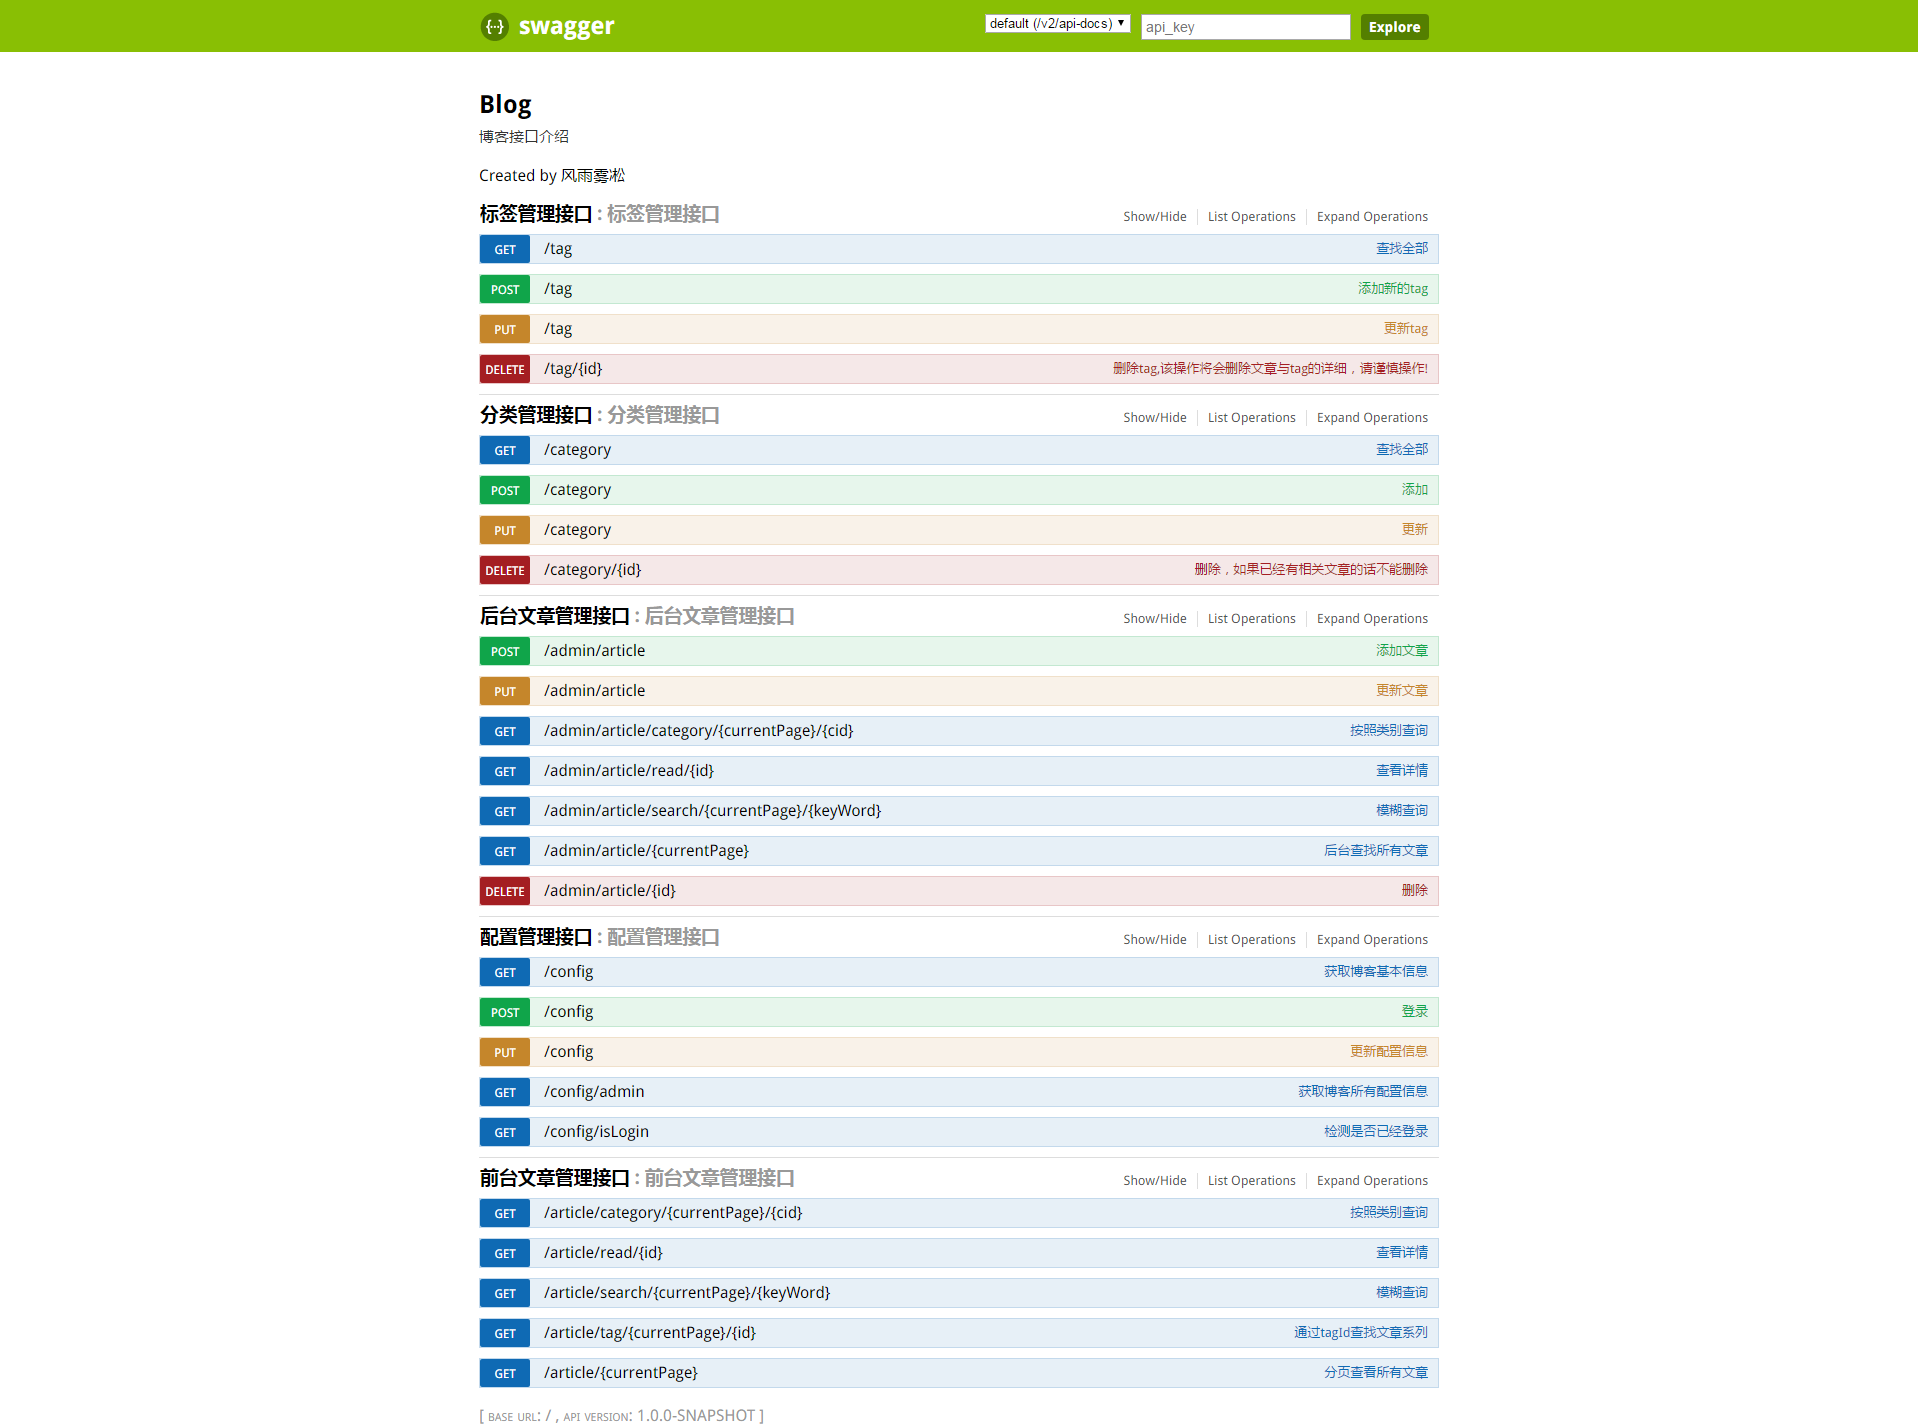 {···} swagger default (/v2/api-docs) api_key Explore
Blog
博客接口介绍
Created by 风雨雾凇
标签管理接口 : 标签管理接口 Show/Hide List Operations Expand Operations
GET /tag 查找全部
POST /tag 添加新的tag
PUT /tag 更新tag
DELETE /tag/{id} 删除tag,该操作将会删除文章与tag的详细，请谨慎操作!
分类管理接口 : 分类管理接口 Show/Hide List Operations Expand Operations
GET /category 查找全部
POST /category 添加
PUT /category 更新
DELETE /category/{id} 删除，如果已经有相关文章的话不能删除
后台文章管理接口 : 后台文章管理接口 Show/Hide List Operations Expand Operations
POST /admin/article 添加文章
PUT /admin/article 更新文章
GET /admin/article/category/{currentPage}/{cid} 按照类别查询
GET /admin/article/read/{id} 查看详情
GET /admin/article/search/{currentPage}/{keyWord} 模糊查询
GET /admin/article/{currentPage} 后台查找所有文章
DELETE /admin/article/{id} 删除
配置管理接口 : 配置管理接口 Show/Hide List Operations Expand Operations
GET /config 获取博客基本信息
POST /config 登录
PUT /config 更新配置信息
GET /config/admin 获取博客所有配置信息
GET /config/isLogin 检测是否已经登录
前台文章管理接口 : 前台文章管理接口 Show/Hide List Operations Expand Operations
GET /article/category/{currentPage}/{cid} 按照类别查询
GET /article/read/{id} 查看详情
GET /article/search/{currentPage}/{keyWord} 模糊查询
GET /article/tag/{currentPage}/{id} 通过tagId查找文章系列
GET /article/{currentPage} 分页查看所有文章
[ BASE URL: / , API VERSION: 1.0.0-SNAPSHOT ]